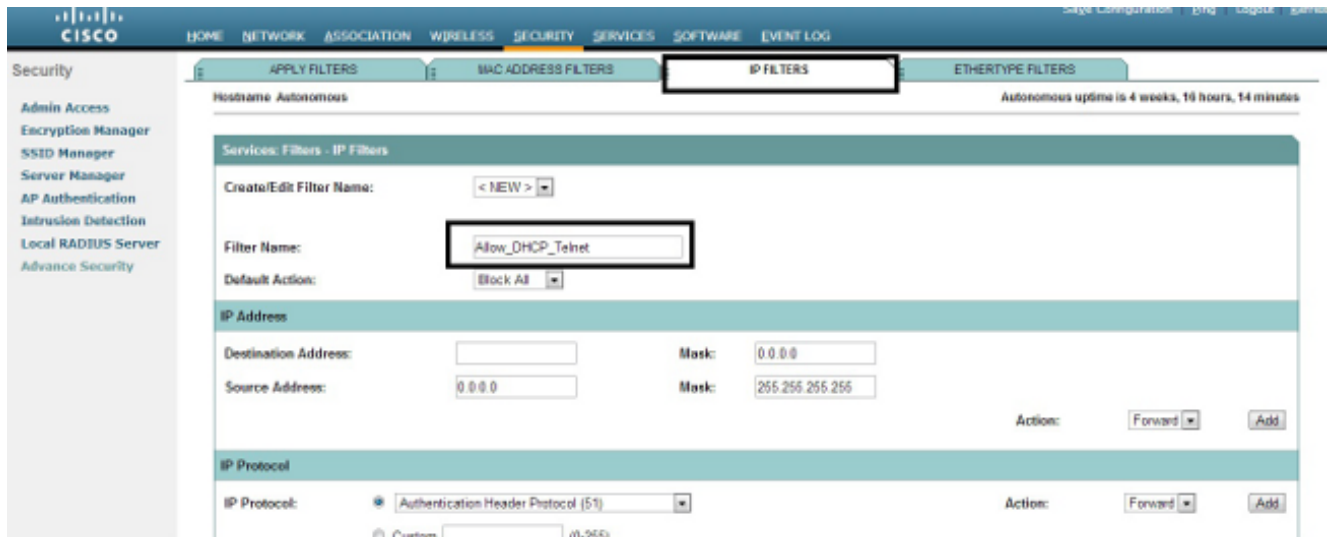 Save Configuration Ping Logout Refresh
CISCO
HOME NETWORK ASSOCIATION WIRELESS SECURITY SERVICES SOFTWARE EVENT LOG
Security
APPLY FILTERS MAC ADDRESS FILTERS IP FILTERS ETHERTYPE FILTERS
Hostname Autonomous
Autonomous uptime is 4 weeks, 16 hours, 14 minutes
Admin Access
Encryption Manager
SSID Manager
Server Manager
AP Authentication
Intrusion Detection
Local RADIUS Server
Advance Security
Services: Filters - IP Filters
Create/Edit Filter Name: < NEW >
Filter Name: Allow_DHCP_Telnet
Default Action: Block All
IP Address
Destination Address: Mask: 0.0.0.0
Source Address: 0.0.0.0 Mask: 255.255.255.255
Action: Forward Add
IP Protocol
IP Protocol: Authentication Header Protocol (51) Action: Forward Add
Custom (0-255)